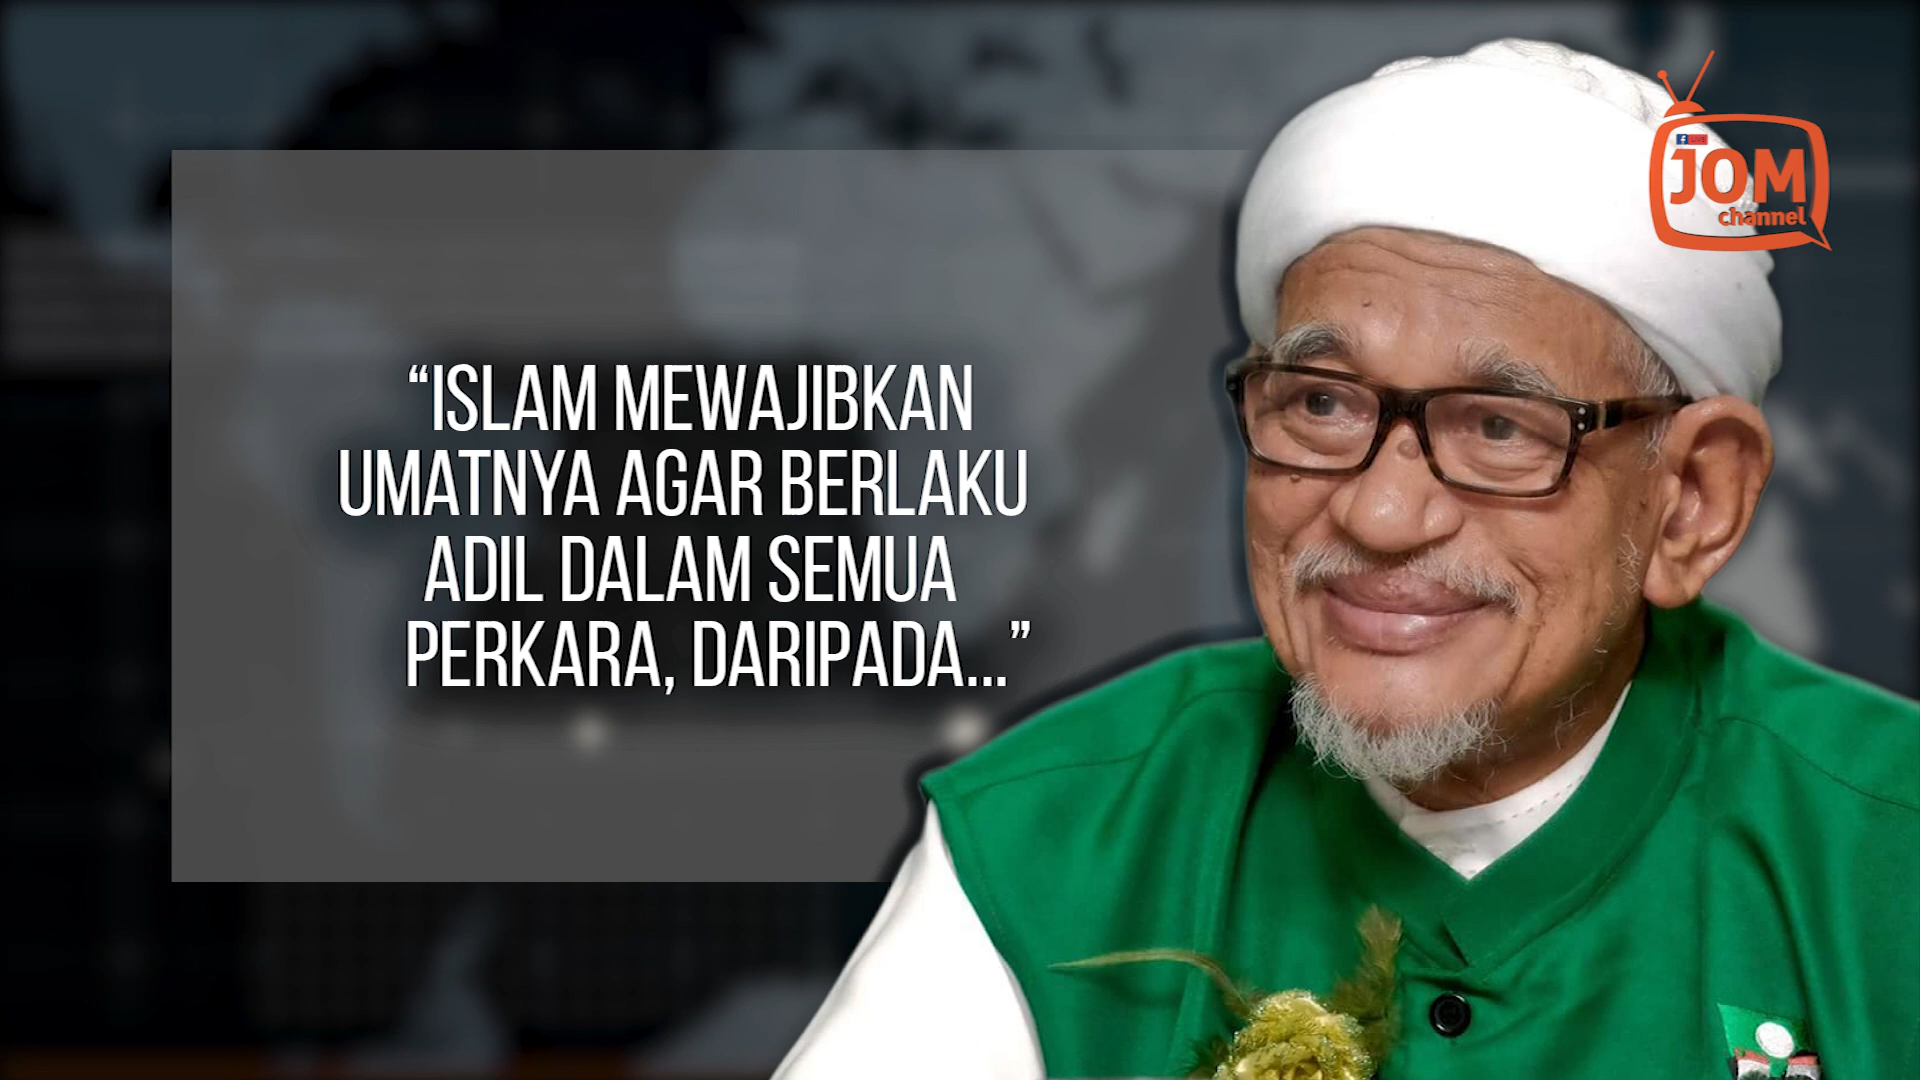 “ISLAM MEWAJIBKAN
UMATNYA AGAR BERLAKU
ADIL DALAM SEMUA
PERKARA, DARIPADA...”
JOM
channel